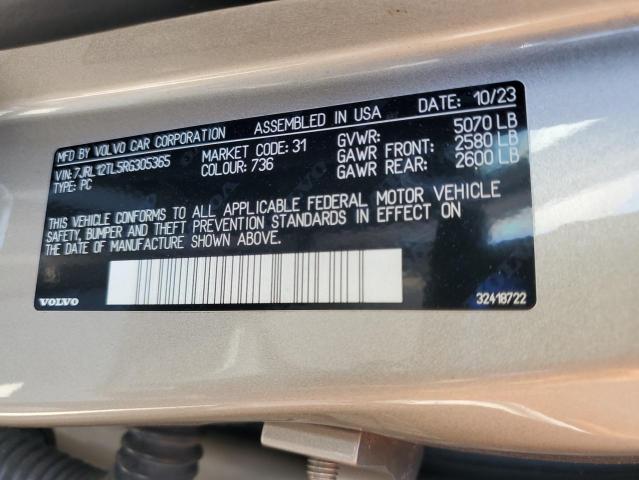 MFD BY VOLVO CAR CORPORATION ASSEMBLED IN USA DATE: 10/23
VIN: 7JRL12TL5RG305365 MARKET CODE: 31 GVWR: 5070 LB
TYPE: PC COLOUR: 736 GAWR FRONT: 2580 LB
GAWR REAR: 2600 LB
THIS VEHICLE CONFORMS TO ALL APPLICABLE FEDERAL MOTOR VEHICLE
SAFETY, BUMPER AND THEFT PREVENTION STANDARDS IN EFFECT ON
THE DATE OF MANUFACTURE SHOWN ABOVE.
VOLVO 32418722